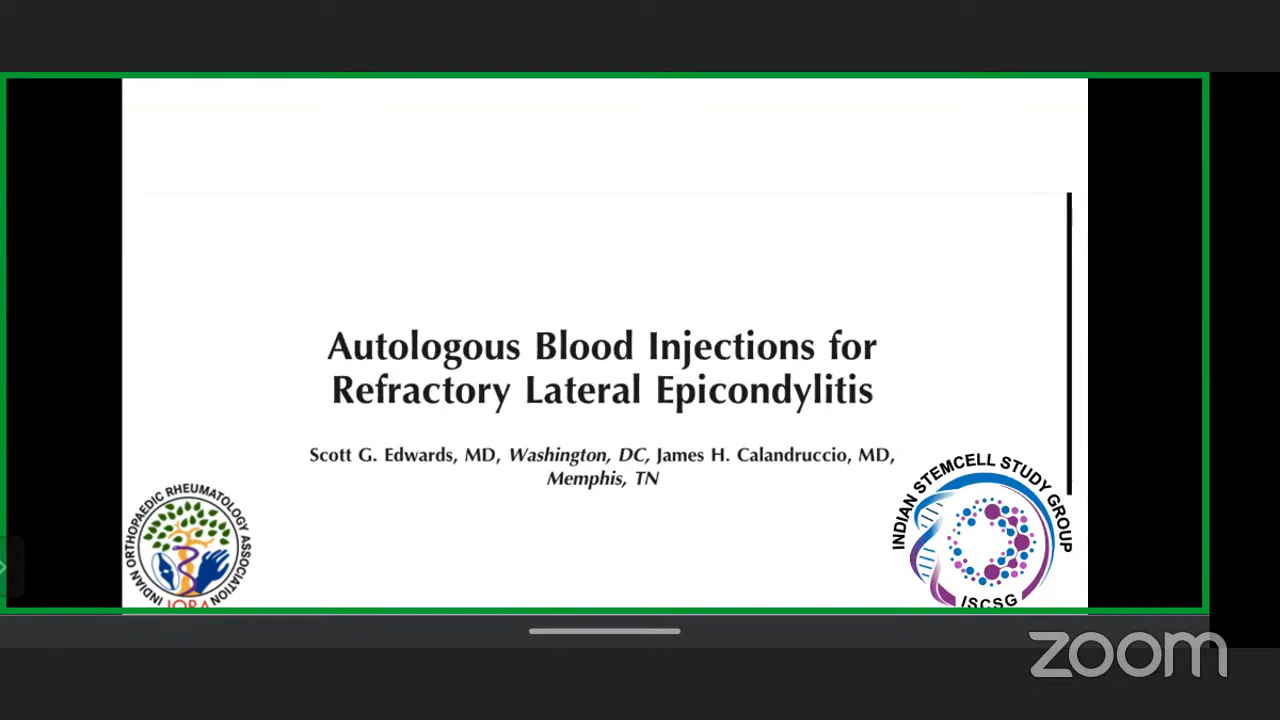 Autologous Blood Injections for
Refractory Lateral Epicondylitis
Scott G. Edwards, MD, Washington, DC, James H. Calandruccio, MD,
Memphis, TN
INDIAN ORTHOPAEDIC RHEUMATOLOGY ASSOCIATION
IORA
INDIAN STEMCELL STUDY GROUP
ISCSG
zoom